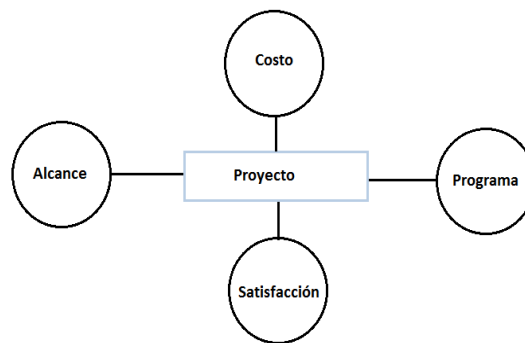 Costo
Alcance
Proyecto
Programa
Satisfacción